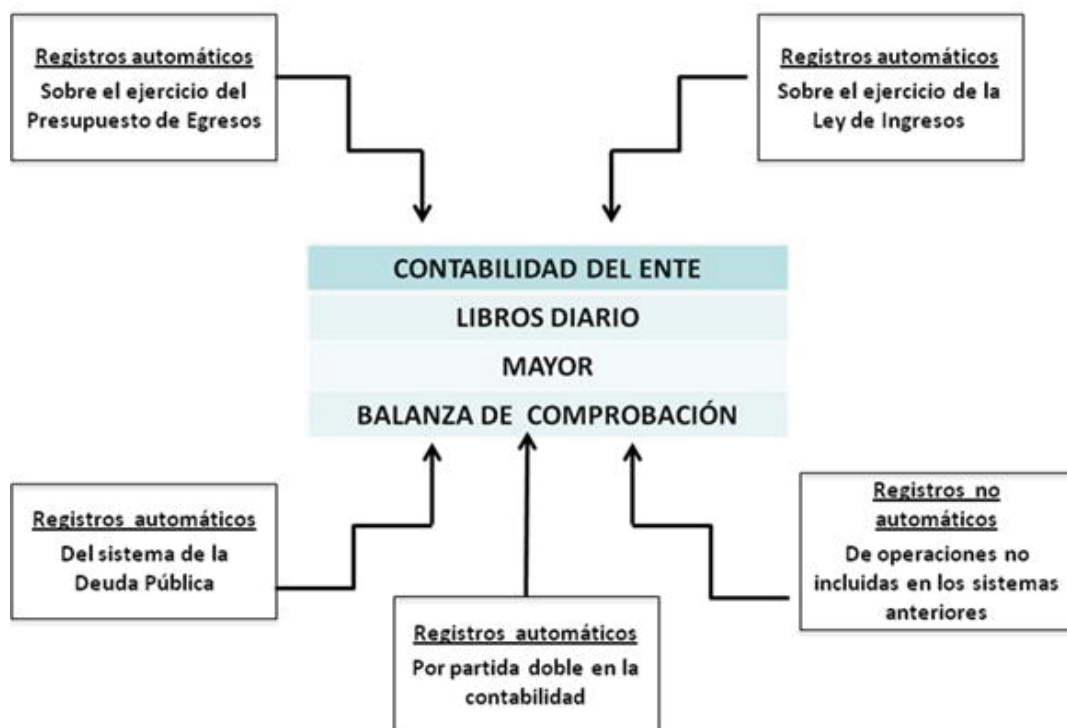 Registros automáticos
Sobre el ejercicio del
Presupuesto de Egresos
Registros automáticos
Sobre el ejercicio de la
Ley de Ingresos
CONTABILIDAD DEL ENTE
LIBROS DIARIO
MAYOR
BALANZA DE COMPROBACIÓN
Registros automáticos
Del sistema de la
Deuda Pública
Registros automáticos
Por partida doble en la
contabilidad
Registros no
automáticos
De operaciones no
incluidas en los sistemas
anteriores